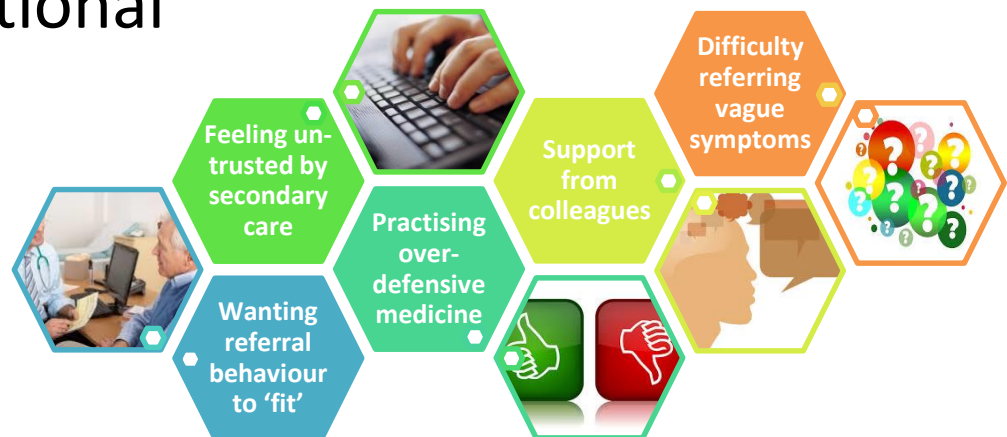 tional
Feeling un-
trusted by
secondary
care
Wanting
referral
behaviour
to ‘fit’
Practising
over-
defensive
medicine
Support
from
colleagues
Difficulty
referring
vague
symptoms